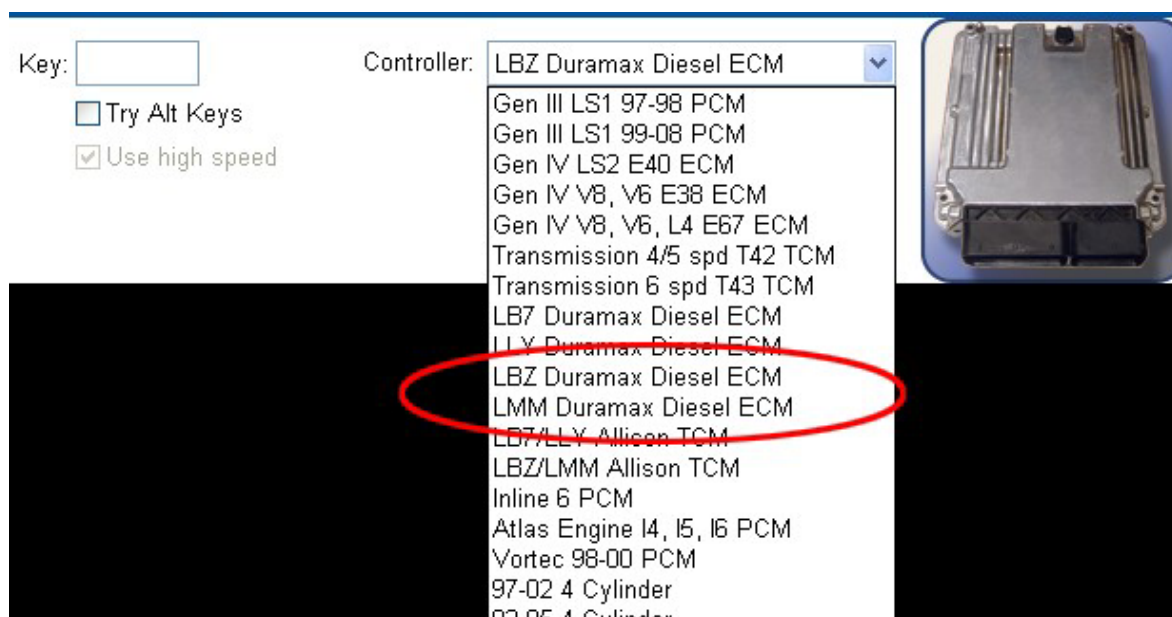 Key:
Controller: LBZ Duramax Diesel ECM
Try Alt Keys
Use high speed
Gen III LS1 97-98 PCM
Gen III LS1 99-08 PCM
Gen IV LS2 E40 ECM
Gen IV V8, V6 E38 ECM
Gen IV V8, V6, L4 E67 ECM
Transmission 4/5 spd T42 TCM
Transmission 6 spd T43 TCM
LB7 Duramax Diesel ECM
LLY Duramax Diesel ECM
LBZ Duramax Diesel ECM
LMM Duramax Diesel ECM
LB7/LLY Allison TCM
LBZ/LMM Allison TCM
Inline 6 PCM
Atlas Engine I4, I5, I6 PCM
Vortec 98-00 PCM
97-02 4 Cylinder
4 Cylinder